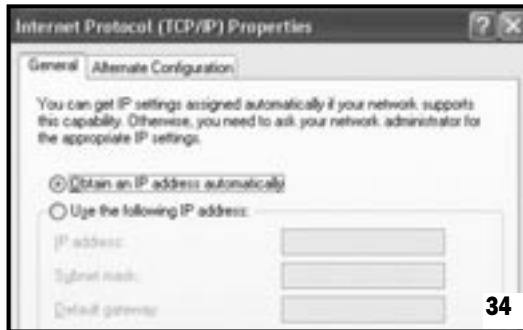 Internet Protocol (TCP/IP) Properties
General Alternate Configuration
You can get IP settings assigned automatically if your network supports
this capability. Otherwise, you need to ask your network administrator for
the appropriate IP settings.
Obtain an IP address automatically
Use the following IP address:
IP address:
Subnet mask:
Default gateway:
34